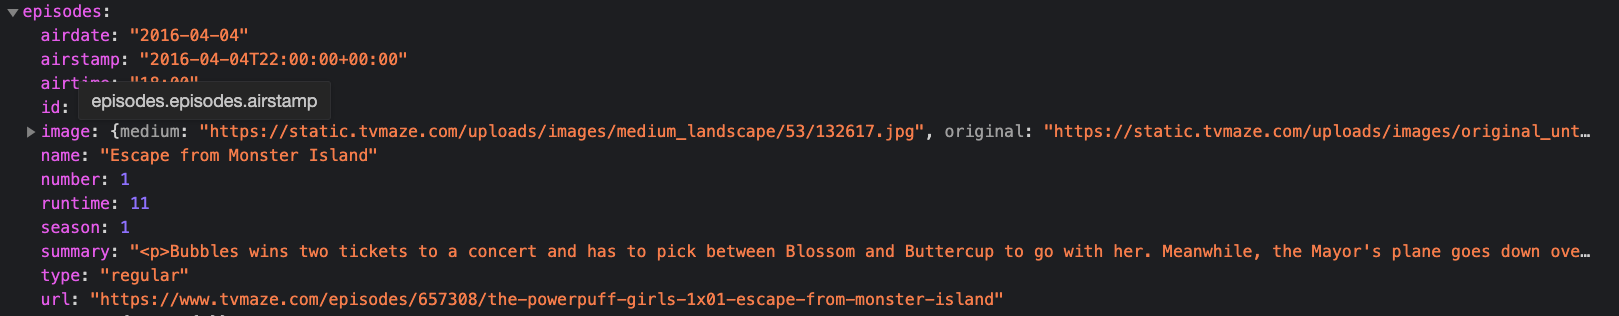 episodes:
airdate: "2016-04-04"
airstamp: "2016-04-04T22:00:00+00:00"
airtime: "18:00"
episodes.episodes.airstamp
id:
image: {medium: "https://static.tvmaze.com/uploads/images/medium_landscape/53/132617.jpg", original: "https://static.tvmaze.com/uploads/images/original_unt…
name: "Escape from Monster Island"
number: 1
runtime: 11
season: 1
summary: "<p>Bubbles wins two tickets to a concert and has to pick between Blossom and Buttercup to go with her. Meanwhile, the Mayor's plane goes down ove…
type: "regular"
url: "https://www.tvmaze.com/episodes/657308/the-powerpuff-girls-1x01-escape-from-monster-island"